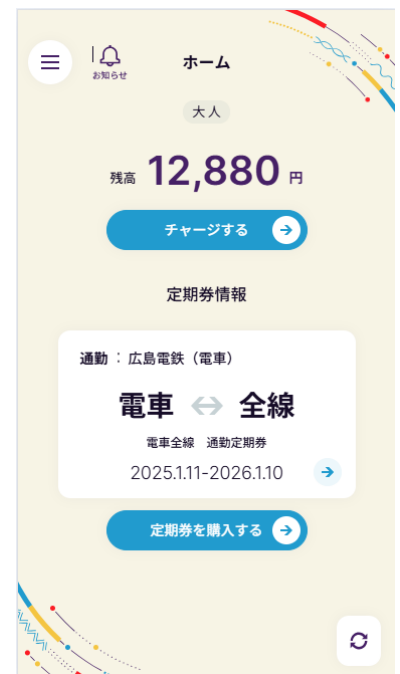 お知らせ
ホーム
大人
残高 12,880 円
チャージする
定期券情報
通勤：広島電鉄（電車）
電車 ⇔ 全線
電車全線 通勤定期券
2025.1.11-2026.1.10
定期券を購入する